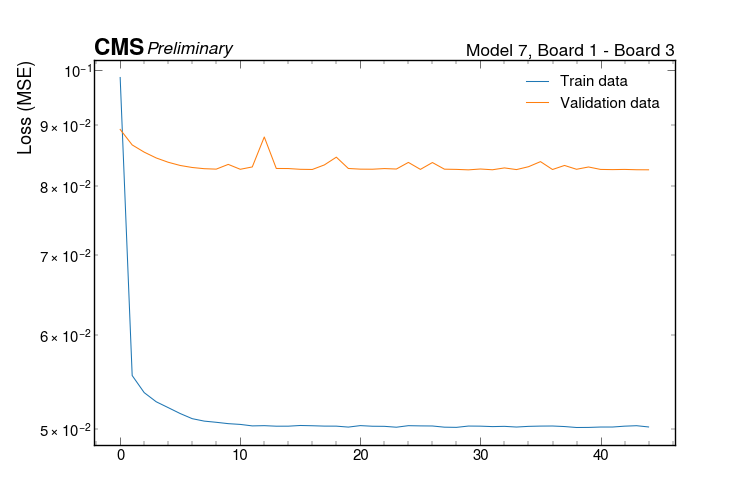 CMS Preliminary
Model 7, Board 1 - Board 3
Loss (MSE)
Train data
Validation data
10⁻¹
9 × 10⁻²
8 × 10⁻²
7 × 10⁻²
6 × 10⁻²
5 × 10⁻²
0 10 20 30 40